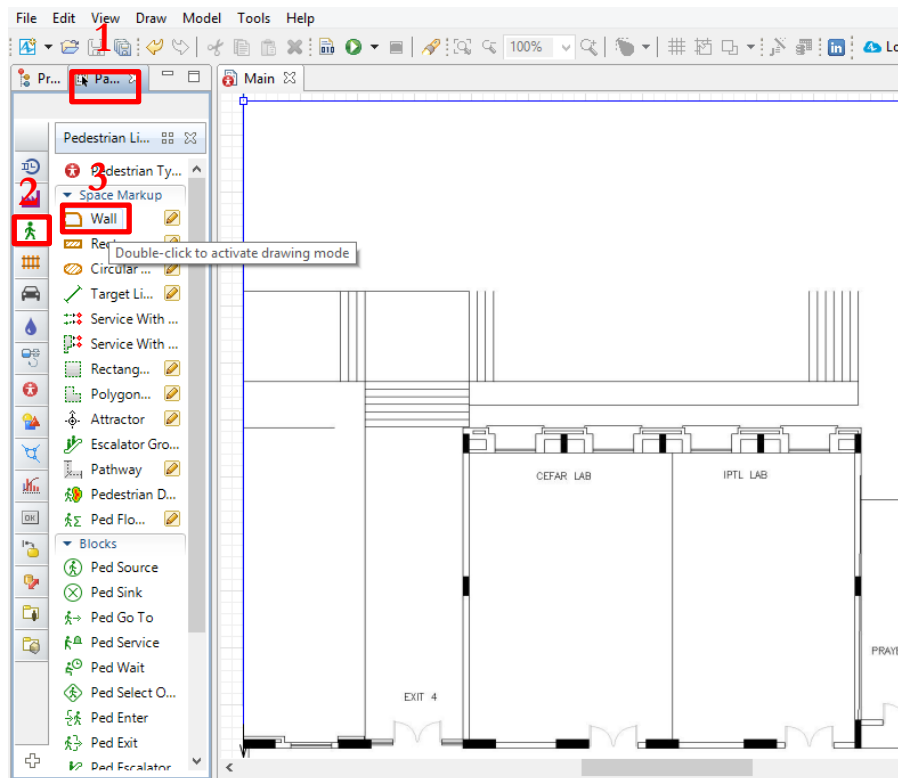 File Edit View Draw Model Tools Help
1
100%
Lo
Pr... Pa... Main
Pedestrian Li...
Pedestrian Ty...
2 3
Space Markup
Wall
Double-click to activate drawing mode
Circular ...
Target Li...
Service With ...
Service With ...
Rectang...
Polygon...
Attractor
Escalator Gro...
Pathway
Pedestrian D...
Ped Flo...
Blocks
Ped Source
Ped Sink
Ped Go To
Ped Service
Ped Wait
Ped Select O...
Ped Enter
Ped Exit
Ped Escalator
OK
CEFAR LAB IPTL LAB
PRAYE
EXIT 4